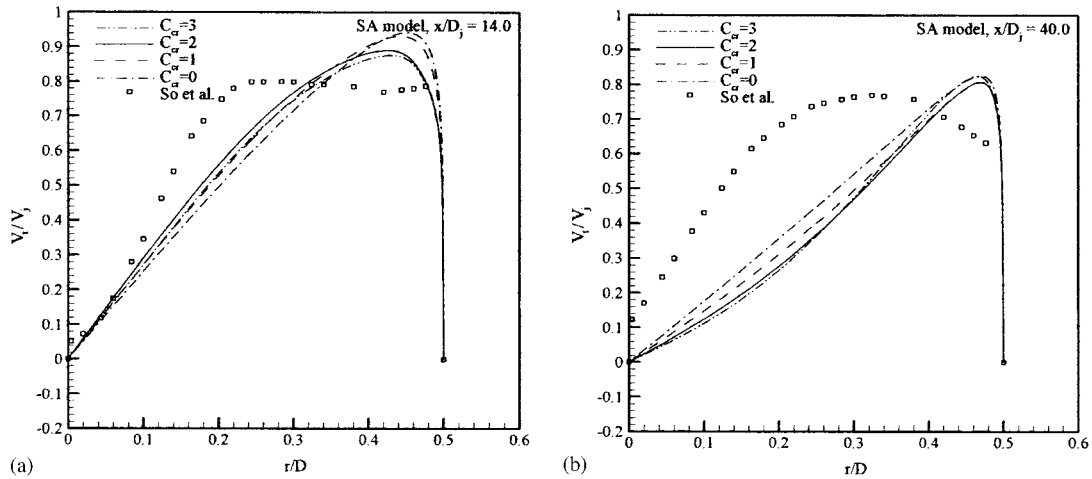 1
0.9
0.8
0.7
0.6
0.5
0.4
0.3
0.2
0.1
0
-0.1
-0.2
V_t/V_j
C_cr=3
C_cr=2
C_cr=1
C_cr=0
So et al.
SA model, x/D_j = 14.0
0 0.1 0.2 0.3 0.4 0.5 0.6
r/D
(a)
1
0.9
0.8
0.7
0.6
0.5
0.4
0.3
0.2
0.1
0
-0.1
-0.2
V_t/V_j
C_cr=3
C_cr=2
C_cr=1
C_cr=0
So et al.
SA model, x/D_j = 40.0
0 0.1 0.2 0.3 0.4 0.5 0.6
r/D
(b)